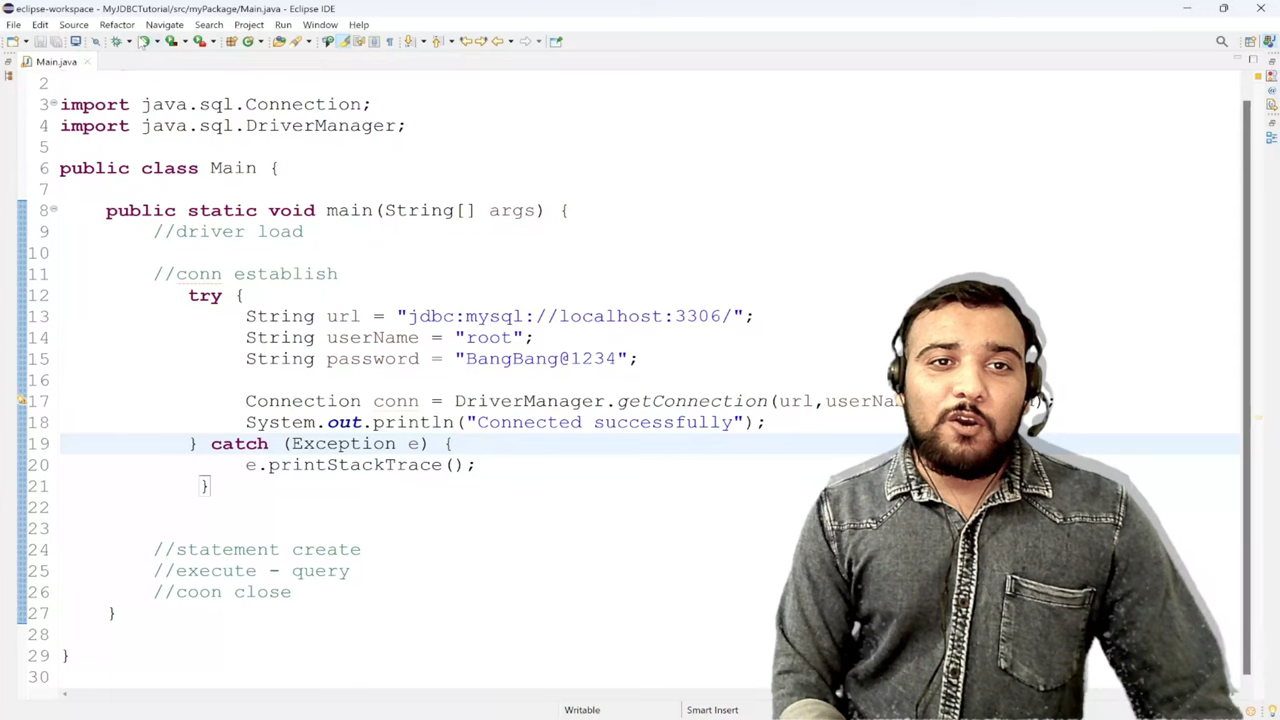 eclipse-workspace - MyJDBCTutorial/src/myPackage/Main.java - Eclipse IDE
File Edit Source Refactor Navigate Search Project Run Window Help
Main.java
2
3 import java.sql.Connection;
4 import java.sql.DriverManager;
5
6 public class Main {
7
8 public static void main(String[] args) {
9 //driver load
10
11 //conn establish
12 try {
13 String url = "jdbc:mysql://localhost:3306/";
14 String userName = "root";
15 String password = "BangBang@1234";
16
17 Connection conn = DriverManager.getConnection(url,
18 System.out.println("Connected successfully");
19 } catch (Exception e) {
20 e.printStackTrace();
21 }
22
23
24 //statement create
25 //execute - query
26 //coon close
27 }
28
29 }
30
Writable Smart Insert